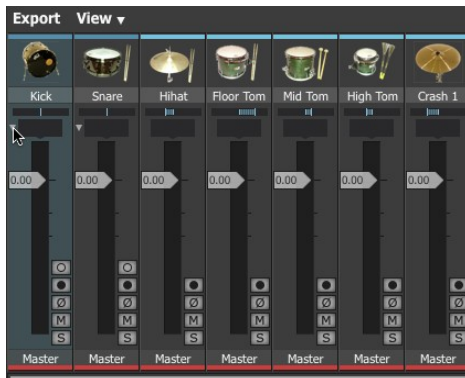 Export View ▼
Kick Snare Hihat Floor Tom Mid Tom High Tom Crash 1
0.00 0.00 0.00 0.00 0.00 0.00 0.00
Ø Ø Ø Ø Ø Ø Ø
M M M M M M M
S S S S S S S
Master Master Master Master Master Master Master